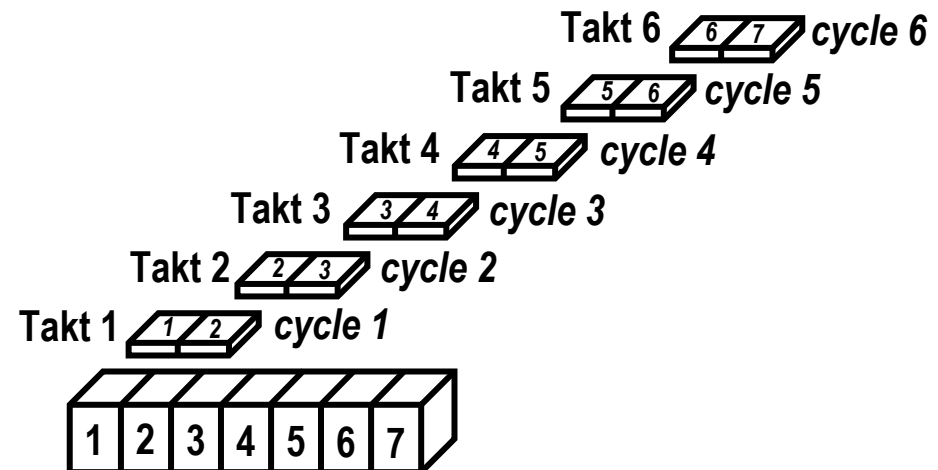 Takt 6 6 7 cycle 6
Takt 5 5 6 cycle 5
Takt 4 4 5 cycle 4
Takt 3 3 4 cycle 3
Takt 2 2 3 cycle 2
Takt 1 1 2 cycle 1
1 2 3 4 5 6 7